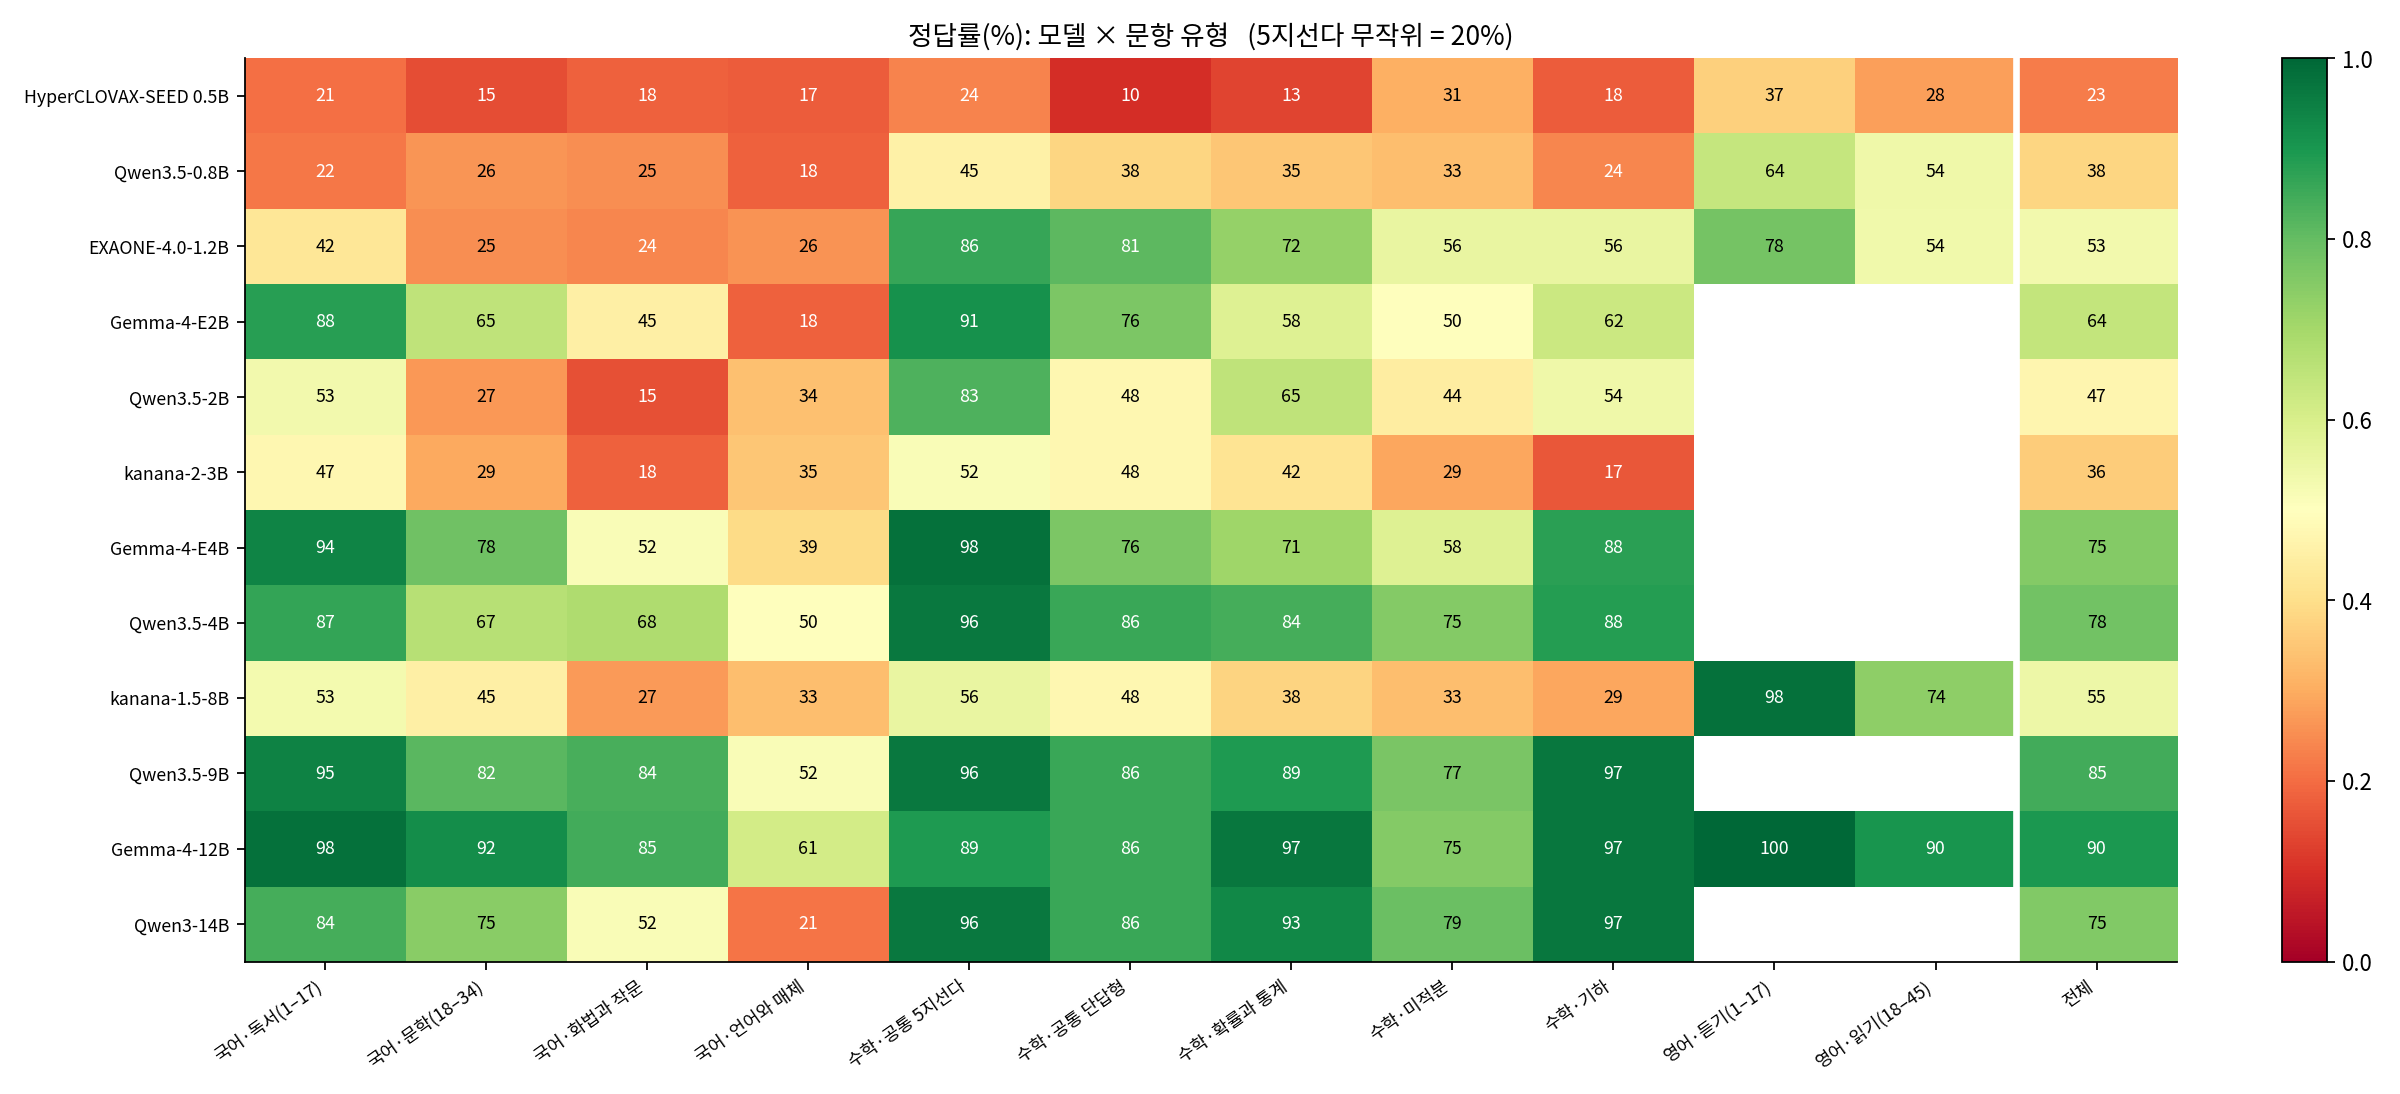 정답률(%): 모델 × 문항 유형 (5지선다 무작위 = 20%)
HyperCLOVAX-SEED 0.5B 21 15 18 17 24 10 13 31 18 37 28 23
Qwen3.5-0.8B 22 26 25 18 45 38 35 33 24 64 54 38
EXAONE-4.0-1.2B 42 25 24 26 86 81 72 56 56 78 54 53
Gemma-4-E2B 88 65 45 18 91 76 58 50 62 64
Qwen3.5-2B 53 27 15 34 83 48 65 44 54 47
kanana-2-3B 47 29 18 35 52 48 42 29 17 36
Gemma-4-E4B 94 78 52 39 98 76 71 58 88 75
Qwen3.5-4B 87 67 68 50 96 86 84 75 88 78
kanana-1.5-8B 53 45 27 33 56 48 38 33 29 98 74 55
Qwen3.5-9B 95 82 84 52 96 86 89 77 97 85
Gemma-4-12B 98 92 85 61 89 86 97 75 97 100 90 90
Qwen3-14B 84 75 52 21 96 86 93 79 97 75
국어·독서(1–17)
국어·문학(18–34)
국어·화법과 작문
국어·언어와 매체
수학·공통 5지선다
수학·공통 단답형
수학·확률과 통계
수학·미적분
수학·기하
영어·듣기(1–17)
영어·읽기(18–45)
전체
1.0
0.8
0.6
0.4
0.2
0.0